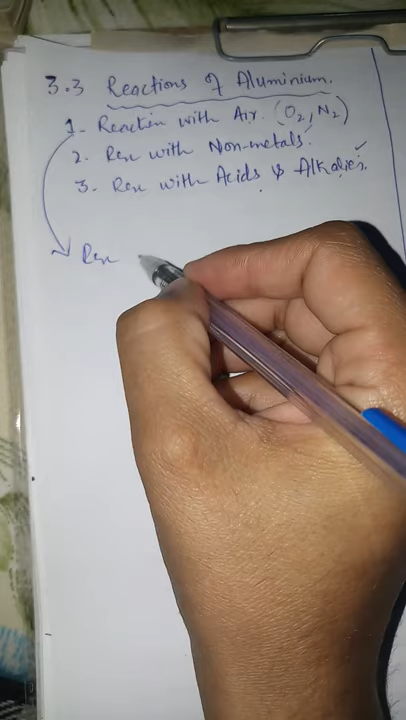 3.3 Reactions of Aluminium.
1- Reaction with Air. (O2, N2)
2. Rxn with Non-metals.
3- Rxn with Acids & Alkalies.
Rxn